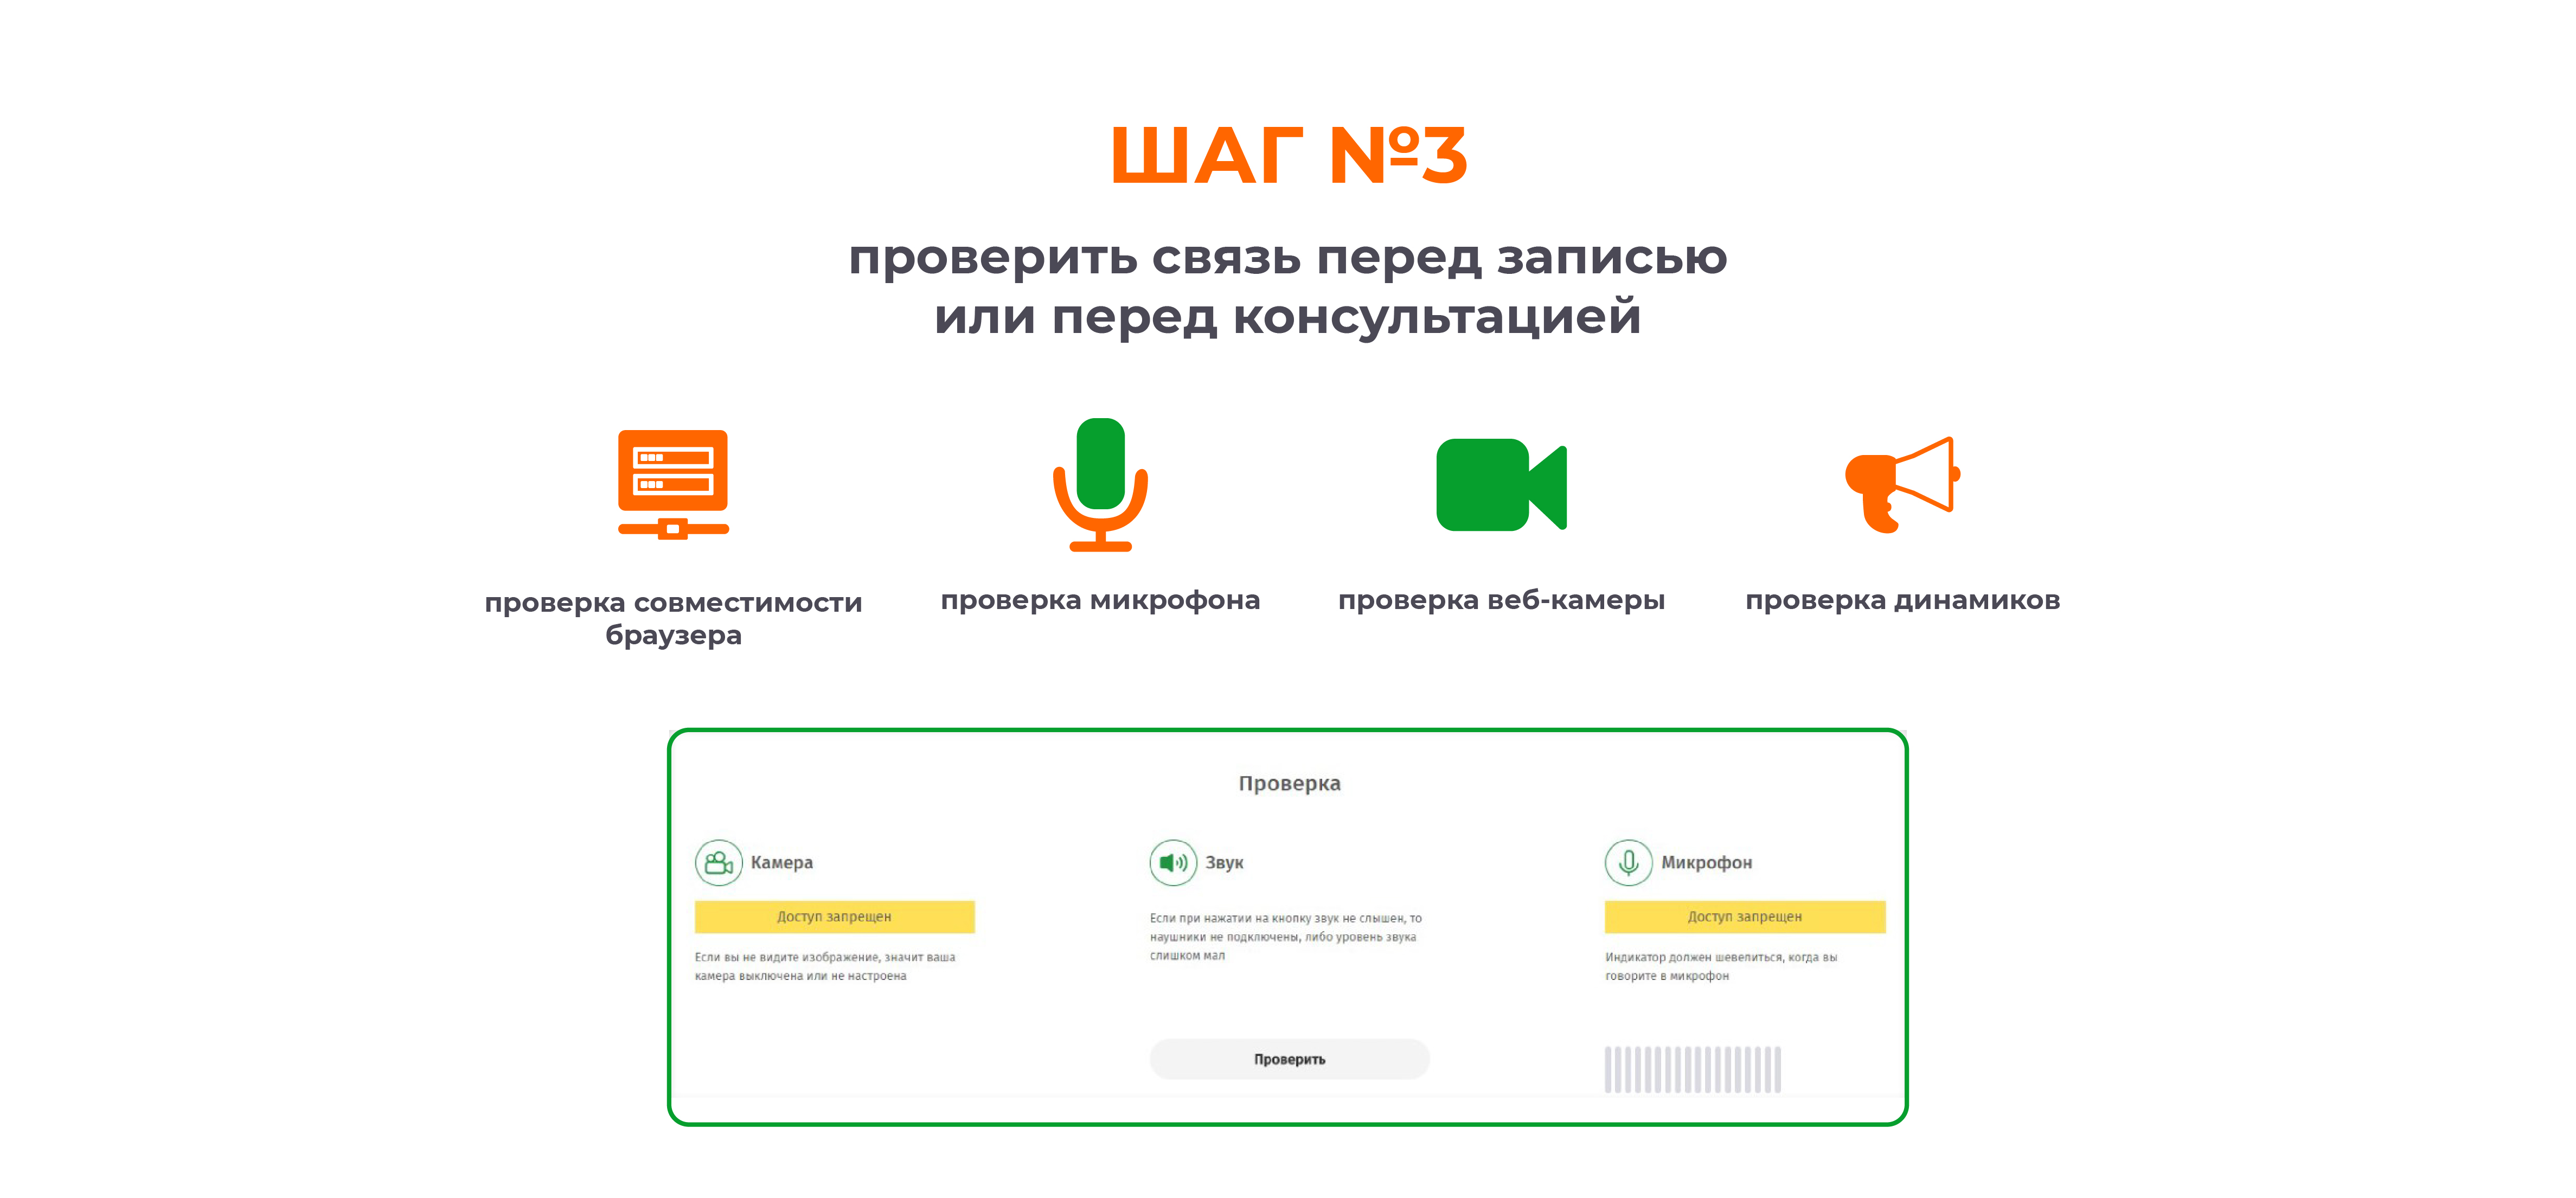 ШАГ №3
проверить связь перед записью
или перед консультацией
проверка совместимости
браузера
проверка микрофона
проверка веб-камеры
проверка динамиков
Проверка
Камера
Доступ запрещен
Если вы не видите изображение, значит ваша
камера выключена или не настроена
Звук
Если при нажатии на кнопку звук не слышен, то
наушники не подключены, либо уровень звука
слишком мал
Проверить
Микрофон
Доступ запрещен
Индикатор должен шевелиться, когда вы
говорите в микрофон